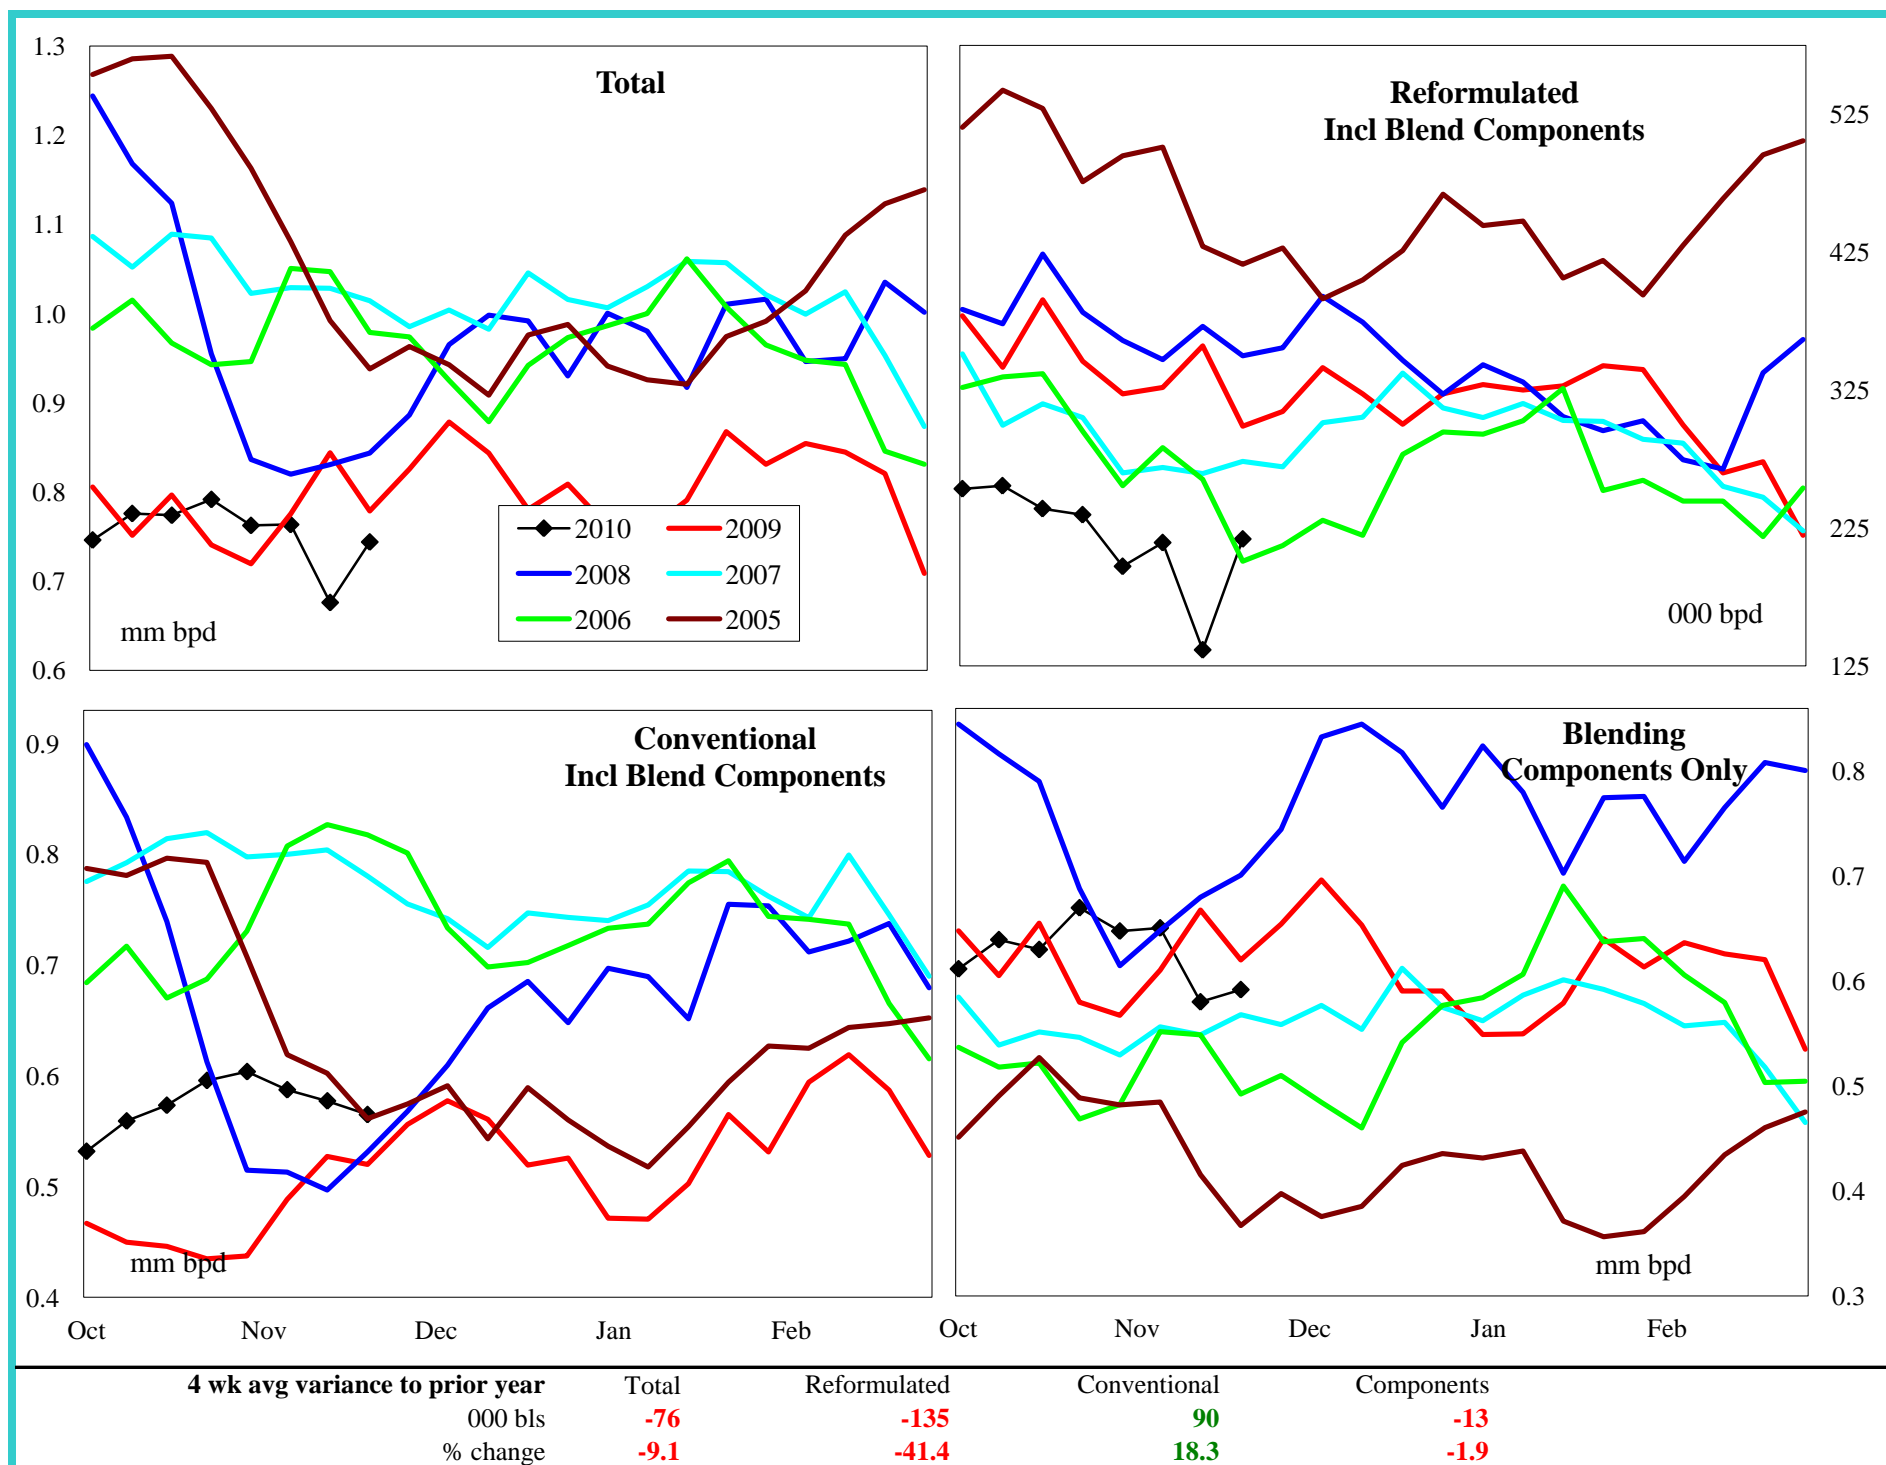 Total
1.3
1.2
1.1
1.0
0.9
0.8
0.7
0.6
mm bpd
2010
2009
2008
2007
2006
2005
Reformulated
Incl Blend Components
525
425
325
225
125
000 bpd
Conventional
Incl Blend Components
0.9
0.8
0.7
0.6
0.5
0.4
mm bpd
Oct Nov Dec Jan Feb
Blending
Components Only
0.8
0.7
0.6
0.5
0.4
0.3
mm bpd
Oct Nov Dec Jan Feb
4 wk avg variance to prior year Total Reformulated Conventional Components
000 bls -76 -135 90 -13
% change -9.1 -41.4 18.3 -1.9